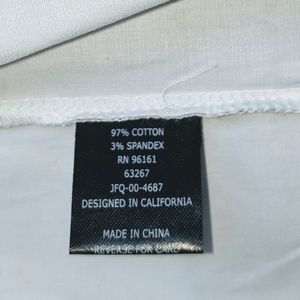 97% COTTON
3% SPANDEX
RN 96161
63267
JFQ-00-4687
DESIGNED IN CALIFORNIA
MADE IN CHINA
REVERSE FOR CARE